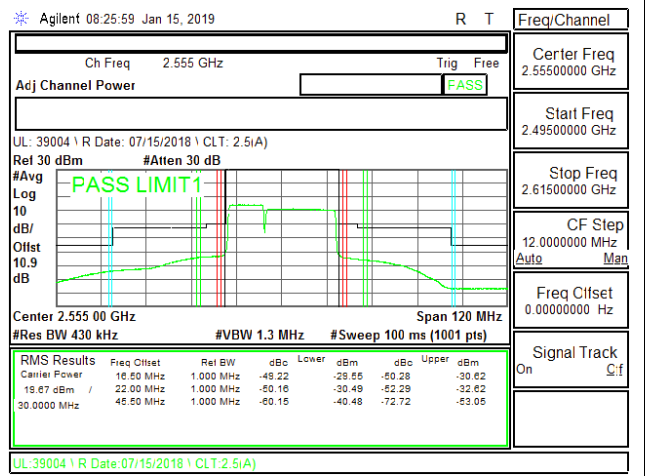 Agilent 08:25:59 Jan 15, 2019 R T
Freq/Channel
Ch Freq 2.555 GHz Trig Free
Adj Channel Power PASS
Center Freq
2.55500000 GHz
Start Freq
2.49500000 GHz
Stop Freq
2.61500000 GHz
CF Step
12.0000000 MHz
Auto Man
Freq Offset
0.00000000 Hz
Signal Track
On Off
UL: 39004 \ R Date: 07/15/2018 \ CLT: 2.5(A)
Ref 30 dBm #Atten 30 dB
#Avg
Log
10
dB/
Offst
10.9
dB
PASS LIMIT1
Center 2.555 00 GHz Span 120 MHz
#Res BW 430 kHz #VBW 1.3 MHz #Sweep 100 ms (1001 pts)
RMS Results Freq Offset Ref BW dBc Lower dBm dBc Upper dBm
Carrier Power 16.50 MHz 1.000 MHz -49.22 -29.55 -50.28 -30.62
19.67 dBm / 22.00 MHz 1.000 MHz -50.16 -30.49 -52.29 -32.62
30.0000 MHz 45.50 MHz 1.000 MHz -60.15 -40.48 -72.72 -53.05
UL:39004 \ R Date:07/15/2018 \ CLT:2.5(A)